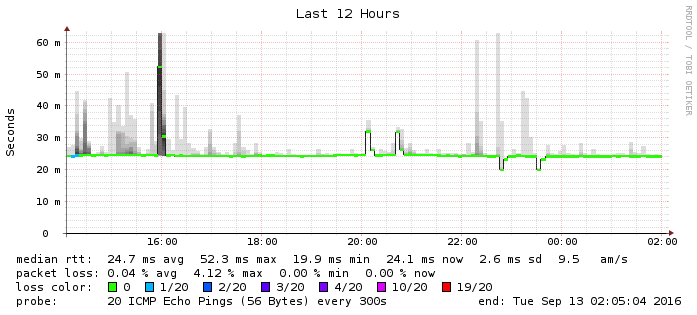 Last 12 Hours
RRDTOOL / TOBI OETIKER
Seconds
60 m
50 m
40 m
30 m
20 m
10 m
0
16:00 18:00 20:00 22:00 00:00 02:00
median rtt: 24.7 ms avg 52.3 ms max 19.9 ms min 24.1 ms now 2.6 ms sd 9.5 am/s
packet loss: 0.04 % avg 4.12 % max 0.00 % min 0.00 % now
loss color: 0 1/20 2/20 3/20 4/20 10/20 19/20
probe: 20 ICMP Echo Pings (56 Bytes) every 300s end: Tue Sep 13 02:05:04 2016